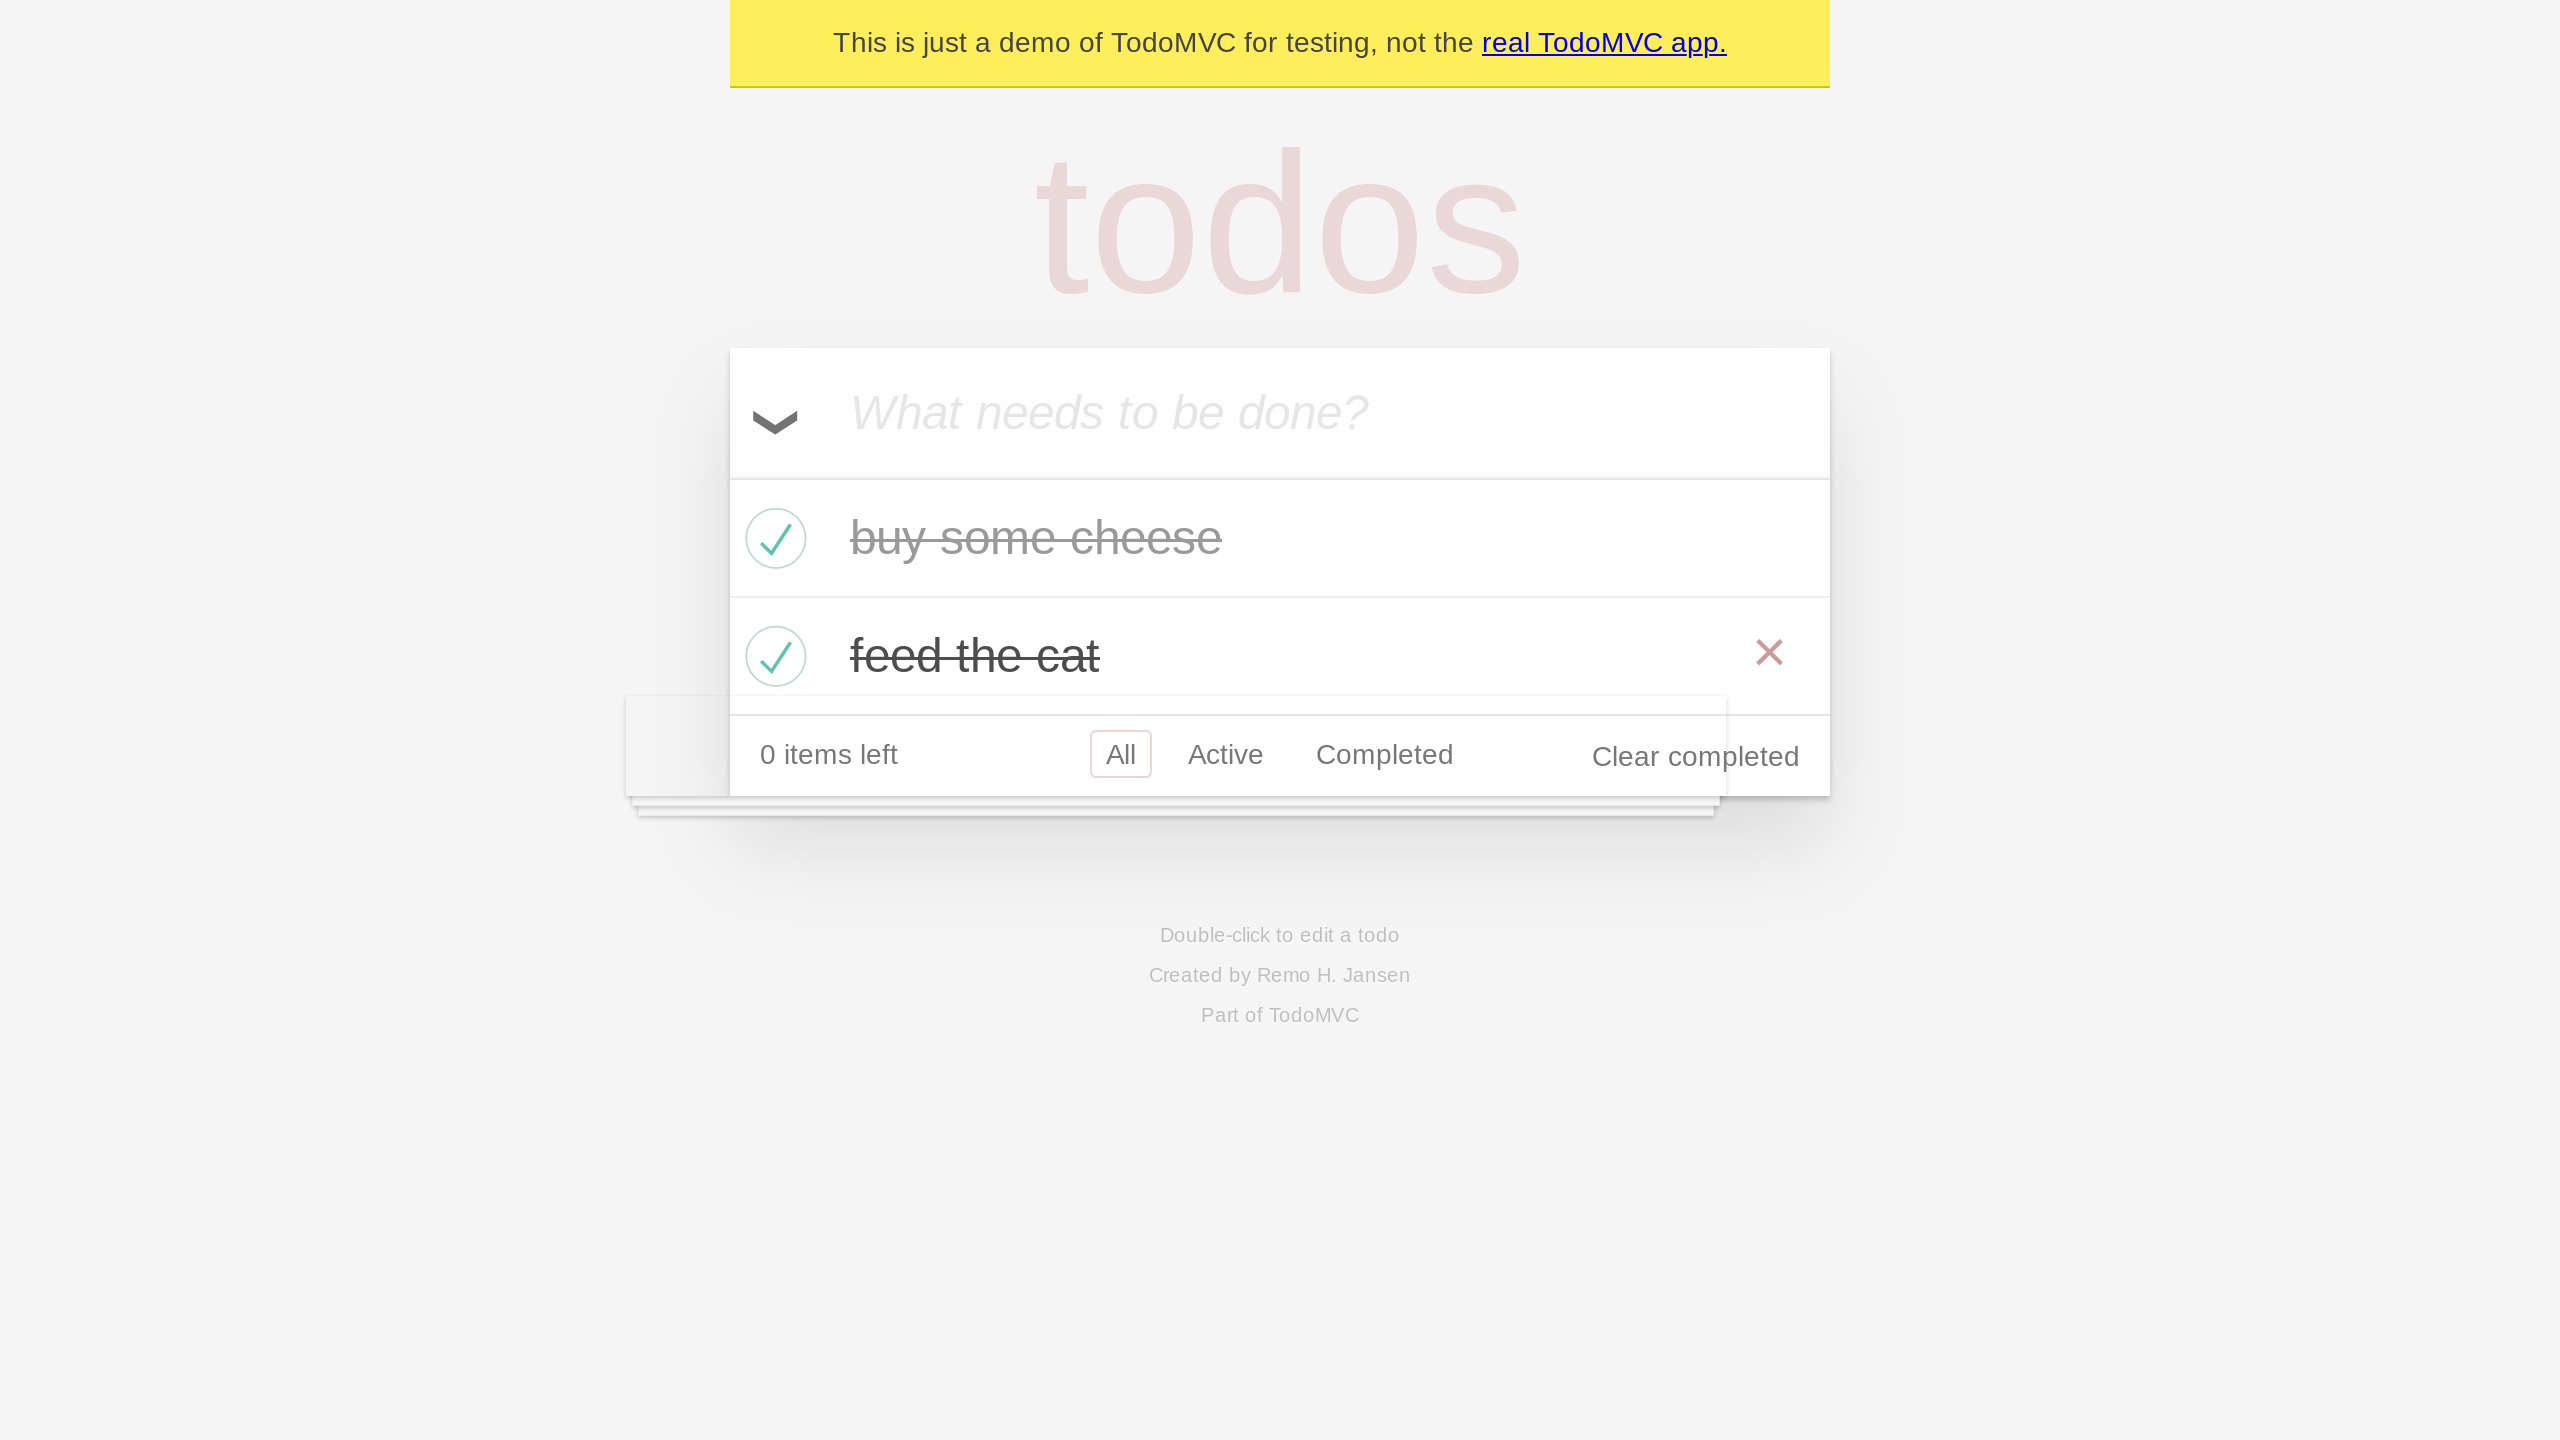 This is just a demo of TodoMVC for testing, not the real TodoMVC app.
todos
What needs to be done?
buy some cheese
feed the cat
0 items left
All
Active
Completed
Clear completed
Double-click to edit a todo
Created by Remo H. Jansen
Part of TodoMVC